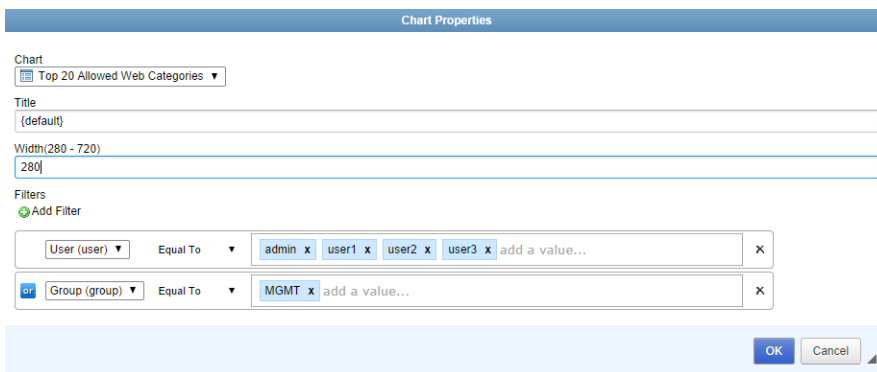 Chart Properties
Chart
Top 20 Allowed Web Categories
Title
{default}
Width(280 - 720)
280
Filters
Add Filter
User (user) Equal To admin x user1 x user2 x user3 x add a value... x
or Group (group) Equal To MGMT x add a value... x
OK Cancel